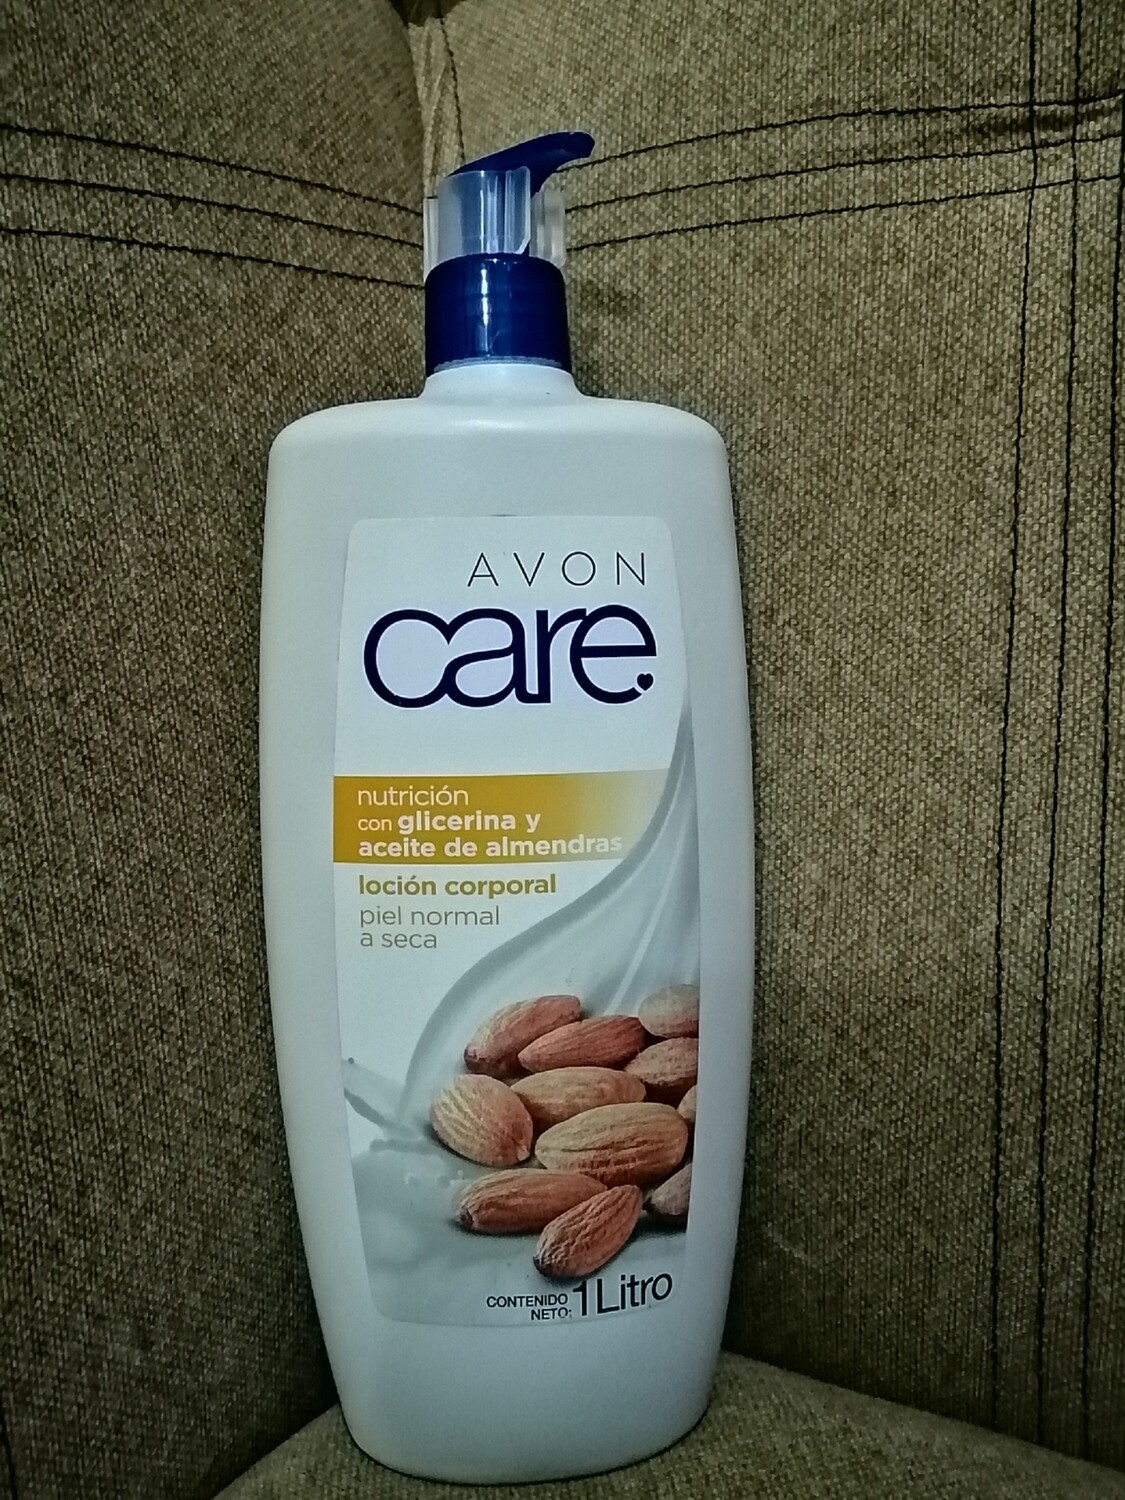 AVON
care
nutrición
con glicerina y
aceite de almendras
loción corporal
piel normal
a seca
CONTENIDO
NETO: 1 Litro